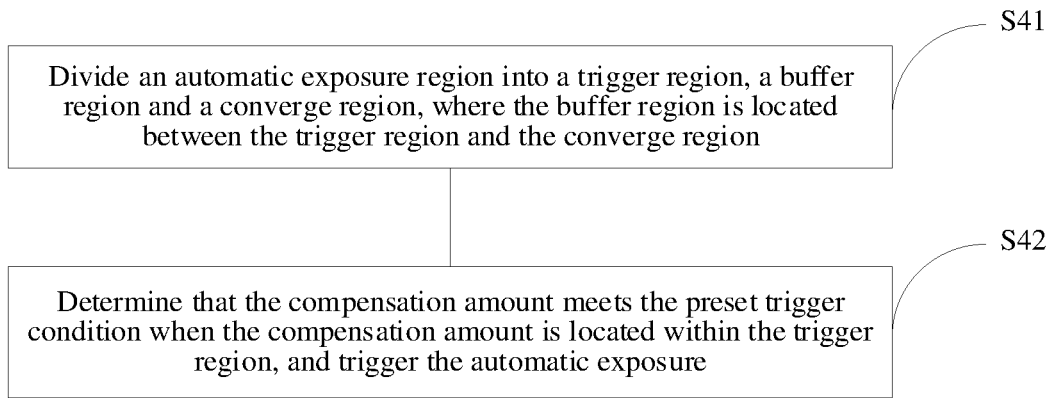 S41
Divide an automatic exposure region into a trigger region, a buffer
region and a converge region, where the buffer region is located
between the trigger region and the converge region
S42
Determine that the compensation amount meets the preset trigger
condition when the compensation amount is located within the trigger
region, and trigger the automatic exposure